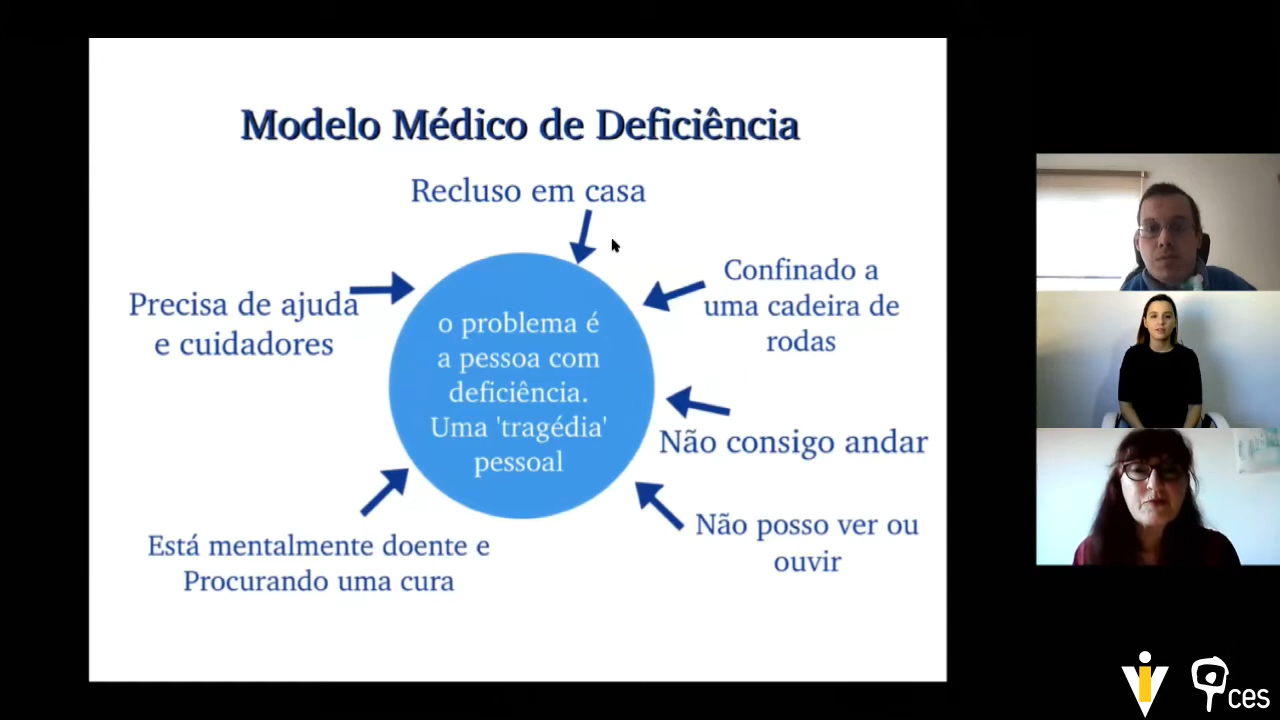 Modelo Médico de Deficiência
Recluso em casa
Precisa de ajuda
e cuidadores
Confinado a
uma cadeira de
rodas
o problema é
a pessoa com
deficiência.
Uma 'tragédia'
pessoal
Não consigo andar
Está mentalmente doente e
Procurando uma cura
Não posso ver ou
ouvir
ces